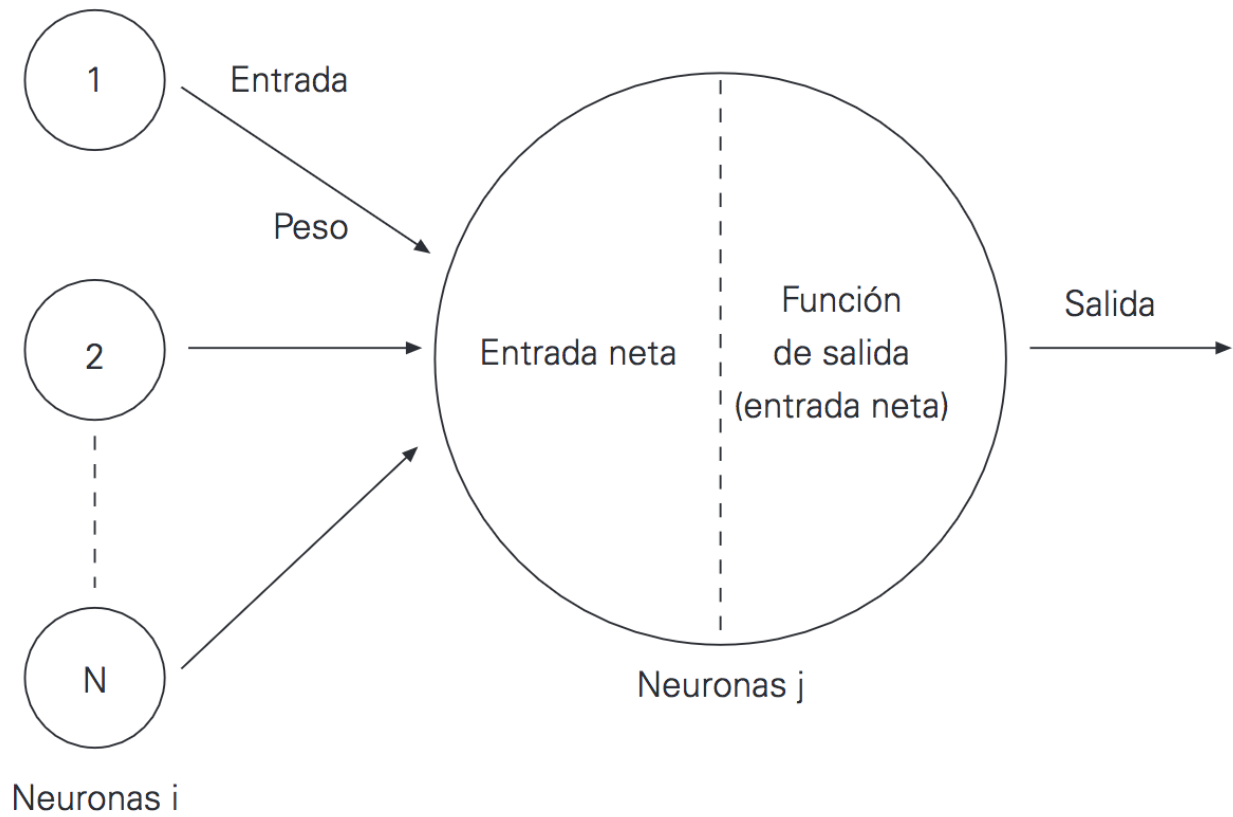 1
Entrada
Peso
2
Entrada neta
Función
de salida
(entrada neta)
Salida
N
Neuronas j
Neuronas i